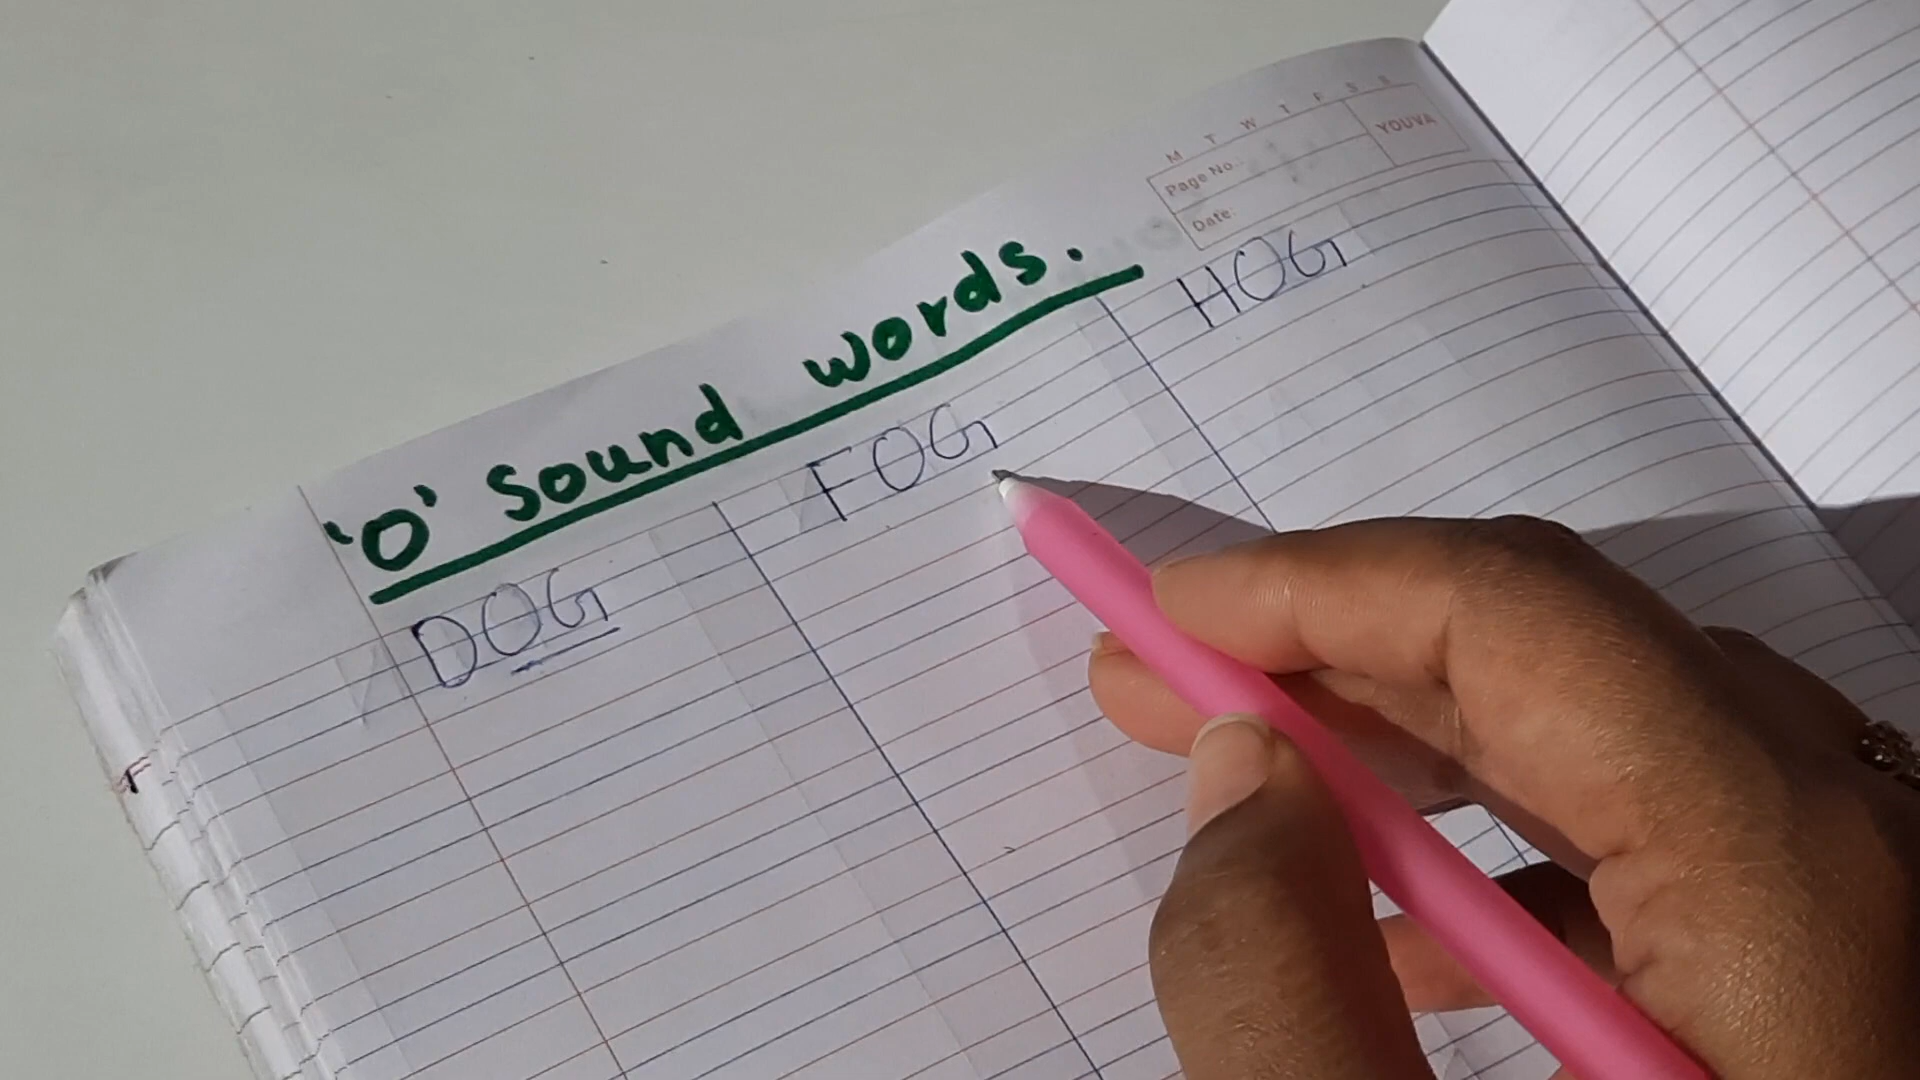 M T W T F S S
Page No.:
YOUVA
Date:
'O' Sound words.
DOG FOG HOG